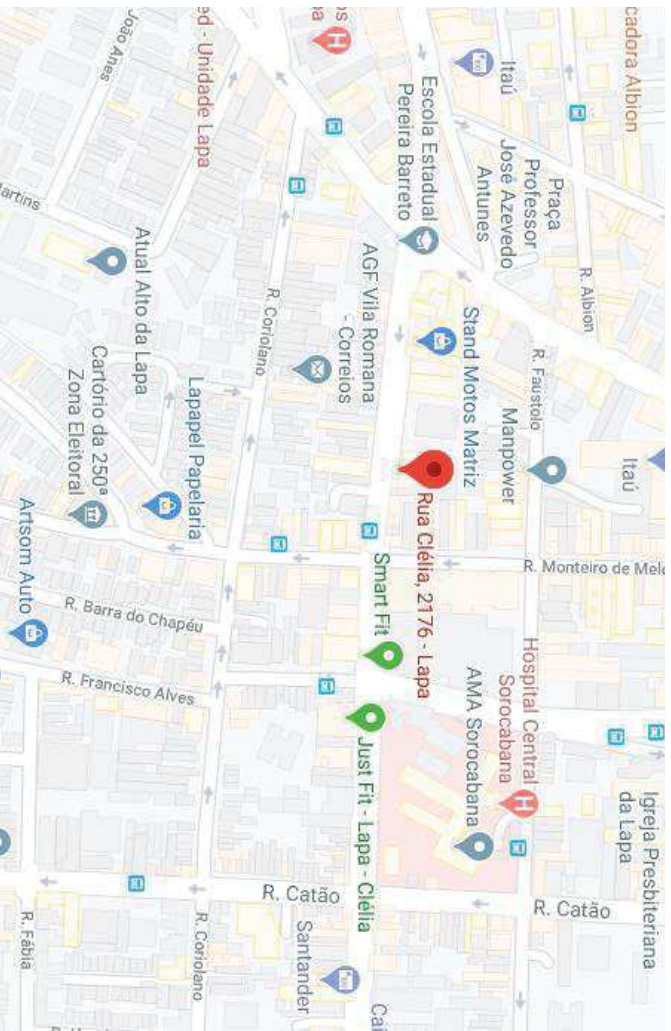 cadora Albion
Itaú
Praça
Professor
José Azevedo
Antunes
R. Albion
Escola Estadual
Pereira Barreto
João Anes
ed - Unidade Lapa
artins
Atual Alto da Lapa
R. Coriolano
AGF Vila Romana
- Correios
Stand Motos Matriz
R. Faustolo
Manpower
Itaú
Cartório da 250ª
Zona Eleitoral
Lapapel Papelaria
Rua Clélia, 2176 - Lapa
R. Monteiro de Melo
Smart Fit
Artsom Auto
R. Barra do Chapéu
R. Francisco Alves
Hospital Central
Sorocabana
AMA Sorocabana
Just Fit - Lapa - Clélia
Igreja Presbiteriana
da Lapa
R. Catão
R. Catão
R. Coriolano
R. Fábia
Santander
Cai